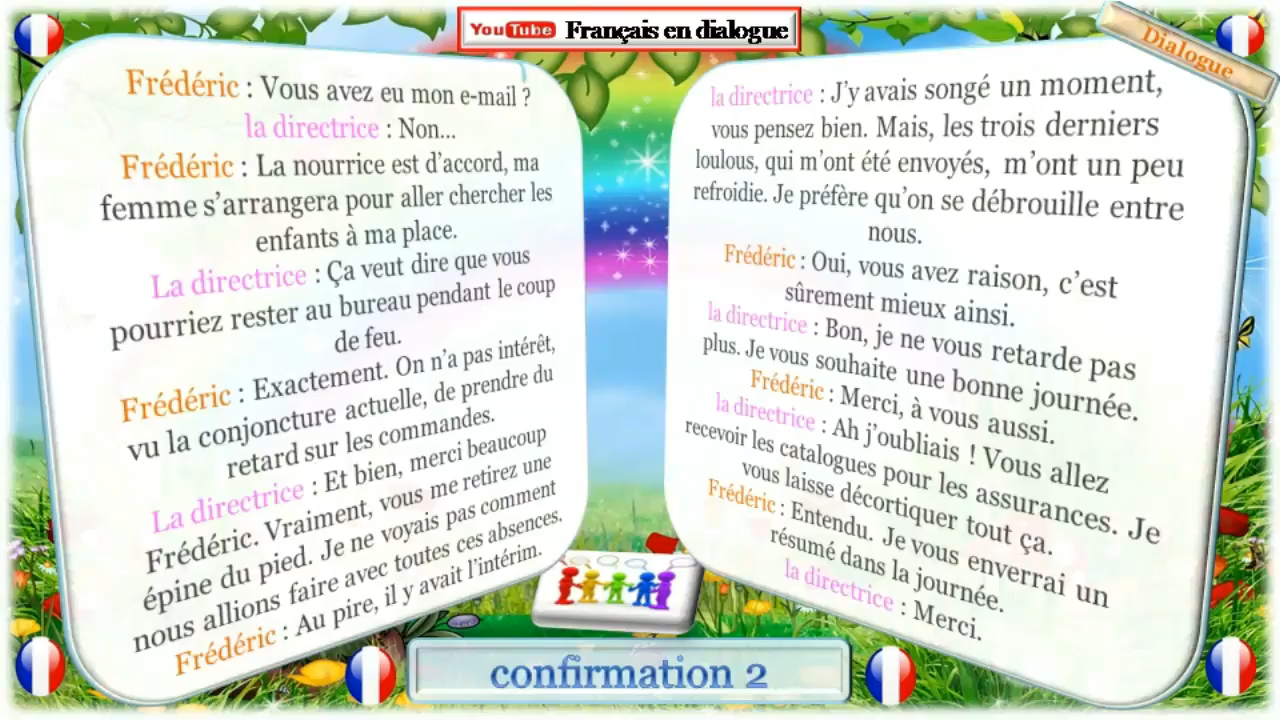 YouTube Français en dialogue
Dialogue
Frédéric : Vous avez eu mon e-mail ?
la directrice : Non...
Frédéric : La nourrice est d’accord, ma
femme s’arrangera pour aller chercher les
enfants à ma place.
La directrice : Ça veut dire que vous
pourriez rester au bureau pendant le coup
de feu.
Frédéric : Exactement. On n’a pas intérêt,
vu la conjoncture actuelle, de prendre du
retard sur les commandes.
La directrice : Et bien, merci beaucoup
Frédéric. Vraiment, vous me retirez une
épine du pied. Je ne voyais pas comment
nous allions faire avec toutes ces absences.
Frédéric : Au pire, il y avait l’intérim.
la directrice : J’y avais songé un moment,
vous pensez bien. Mais, les trois derniers
loulous, qui m’ont été envoyés, m’ont un peu
refroidie. Je préfère qu’on se débrouille entre
nous.
Frédéric : Oui, vous avez raison, c’est
sûrement mieux ainsi.
la directrice : Bon, je ne vous retarde pas
plus. Je vous souhaite une bonne journée.
Frédéric : Merci, à vous aussi.
la directrice : Ah j’oubliais ! Vous allez
recevoir les catalogues pour les assurances. Je
vous laisse décortiquer tout ça.
Frédéric : Entendu. Je vous enverrai un
résumé dans la journée.
la directrice : Merci.
confirmation 2